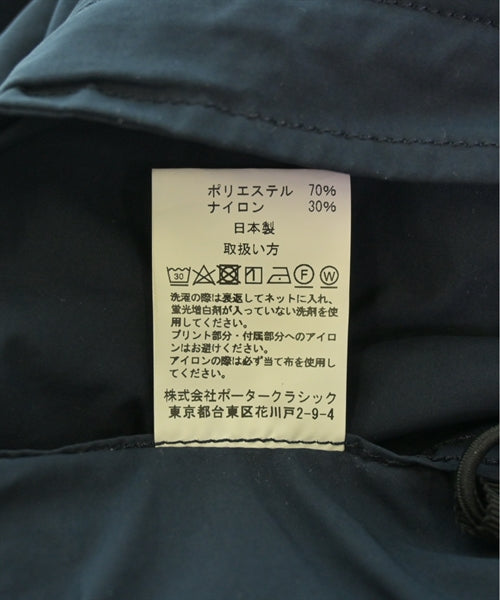 ポリエステル 70%
ナイロン 30%
日本製
取扱い方
30 F W
洗濯の際は裏返してネットに入れ、
蛍光増白剤が入っていない洗剤を使
用してください。
プリント部分・付属部分へのアイロ
ンはお避けください。
アイロンの際は必ず当て布を使用し
てください。
株式会社ポータークラシック
東京都台東区花川戸2-9-4